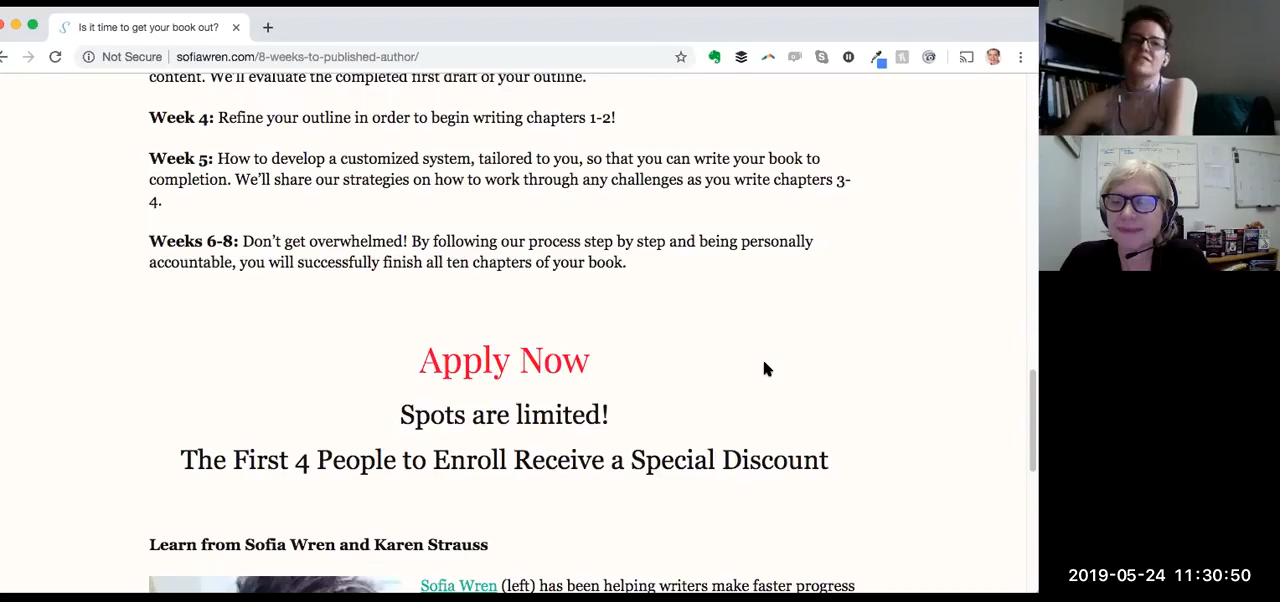 Is it time to get your book out?
Not Secure
sofiawren.com/8-weeks-to-published-author/
content. We'll evaluate the completed first draft of your outline.
Week 4: Refine your outline in order to begin writing chapters 1-2!
Week 5: How to develop a customized system, tailored to you, so that you can write your book to
completion. We'll share our strategies on how to work through any challenges as you write chapters 3-
4.
Weeks 6-8: Don't get overwhelmed! By following our process step by step and being personally
accountable, you will successfully finish all ten chapters of your book.
Apply Now
Spots are limited!
The First 4 People to Enroll Receive a Special Discount
Learn from Sofia Wren and Karen Strauss
Sofia Wren (left) has been helping writers make faster progress
2019-05-24 11:30:50